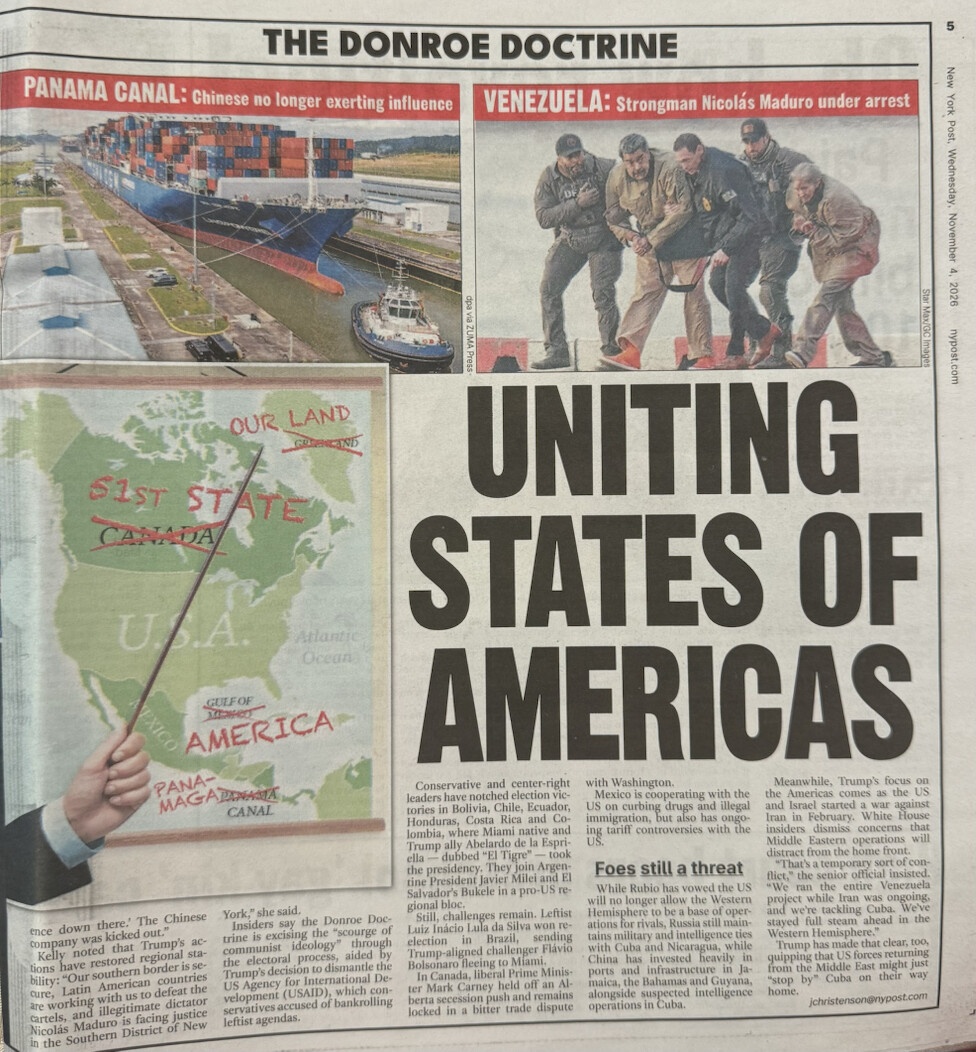 THE DONROE DOCTRINE
5
New York Post, Wednesday, November 4, 2026 nypost.com
PANAMA CANAL: Chinese no longer exerting influence
VENEZUELA: Strongman Nicolás Maduro under arrest
dpa via ZUMA Press
Star Max/GC Images
OUR LAND
GREENLAND
51ST STATE
CANADA
U.S.A.
Atlantic
Ocean
MEXICO
GULF OF
MEXICO
AMERICA
PANA-
MAGA PANAMA
CANAL
UNITING
STATES OF
AMERICAS
ence down there.' The Chinese
company was kicked out."
Kelly noted that Trump's ac-
tions have restored regional sta-
bility: "Our southern border is se-
cure, Latin American countries
are working with us to defeat the
cartels, and illegitimate dictator
Nicolás Maduro is facing justice
in the Southern District of New
York," she said.
Insiders say the Donroe Doc-
trine is excising the "scourge of
communist ideology" through
the electoral process, aided by
Trump's decision to dismantle the
US Agency for International De-
velopment (USAID), which con-
servatives accused of bankrolling
leftist agendas.
Conservative and center-right
leaders have notched election vic-
tories in Bolivia, Chile, Ecuador,
Honduras, Costa Rica and Co-
lombia, where Miami native and
Trump ally Abelardo de la Espri-
ella — dubbed "El Tigre" — took
the presidency. They join Argen-
tine President Javier Milei and El
Salvador's Bukele in a pro-US re-
gional bloc.
Still, challenges remain. Leftist
Luiz Inácio Lula da Silva won re-
election in Brazil, sending
Trump-aligned challenger Flávio
Bolsonaro fleeing to Miami.
In Canada, liberal Prime Minis-
ter Mark Carney held off an Al-
berta secession push and remains
locked in a bitter trade dispute
with Washington.
Mexico is cooperating with the
US on curbing drugs and illegal
immigration, but also has ongo-
ing tariff controversies with the
US.
Foes still a threat
While Rubio has vowed the US
will no longer allow the Western
Hemisphere to be a base of oper-
ations for rivals, Russia still main-
tains military and intelligence ties
with Cuba and Nicaragua, while
China has invested heavily in
ports and infrastructure in Ja-
maica, the Bahamas and Guyana,
alongside suspected intelligence
operations in Cuba.
Meanwhile, Trump's focus on
the Americas comes as the US
and Israel started a war against
Iran in February. White House
insiders dismiss concerns that
Middle Eastern operations will
distract from the home front.
"That's a temporary sort of con-
flict," the senior official insisted.
"We ran the entire Venezuela
project while Iran was ongoing,
and we're tackling Cuba. We've
stayed full steam ahead in the
Western Hemisphere."
Trump has made that clear, too,
quipping that US forces returning
from the Middle East might just
"stop by" Cuba on their way
home.
jchristenson@nypost.com